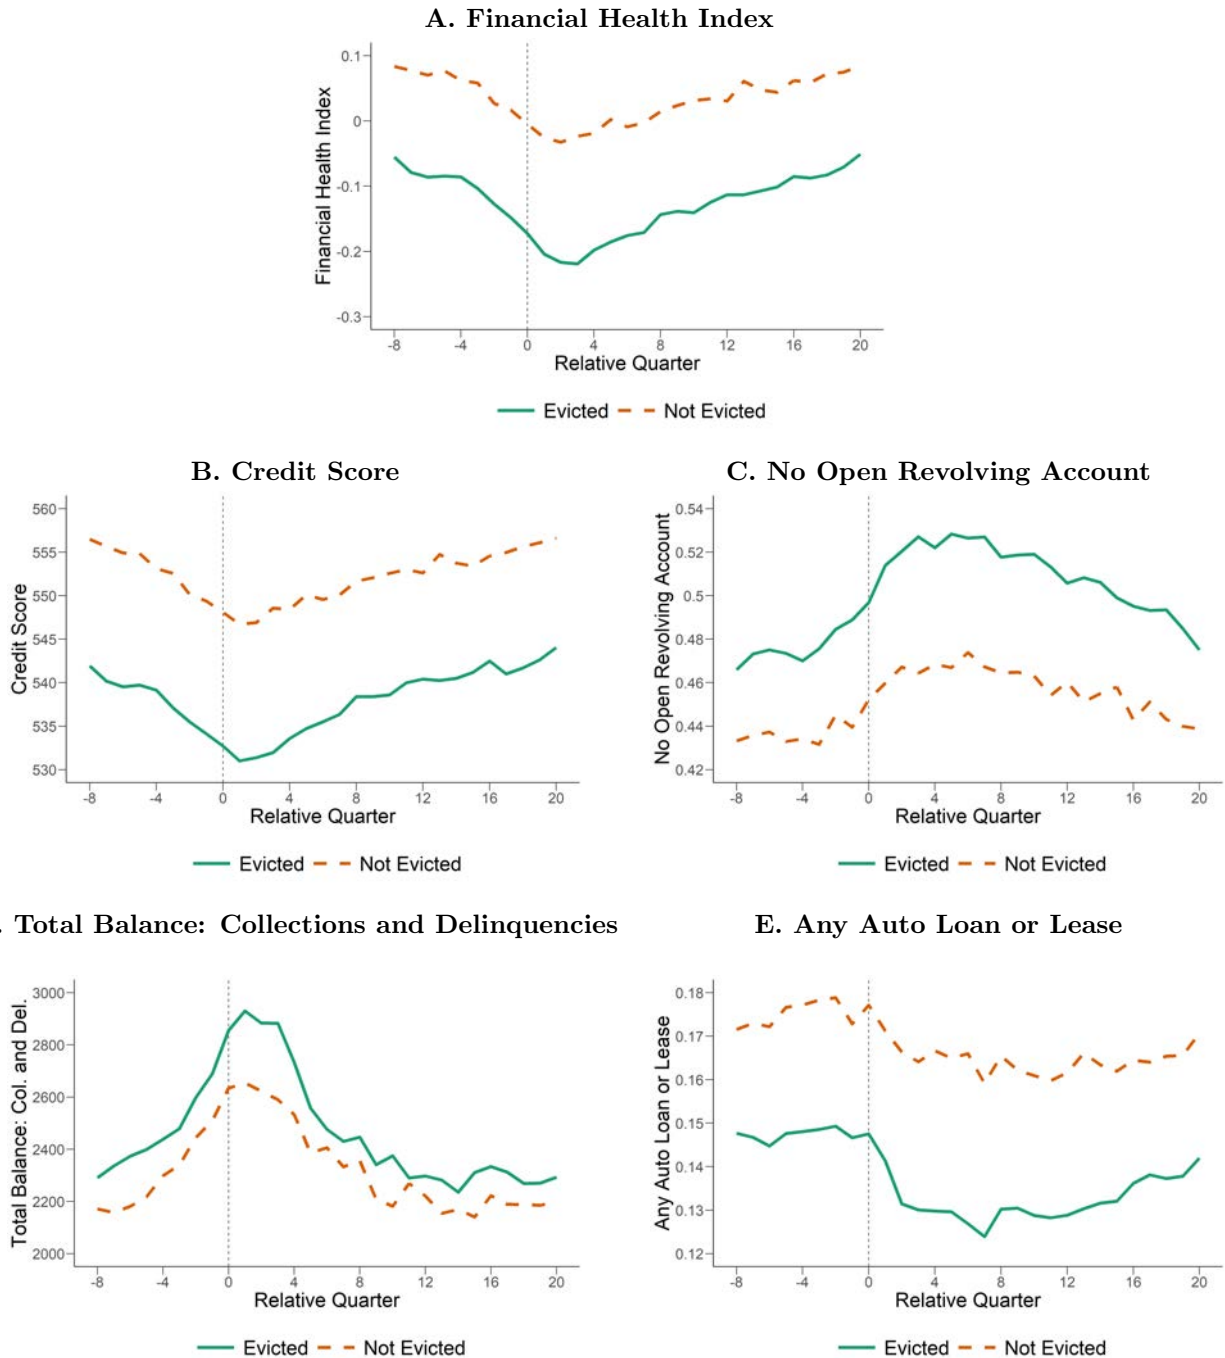 A. Financial Health Index
Financial Health Index
0.1
0
-0.1
-0.2
-0.3
-8 -4 0 4 8 12 16 20
Relative Quarter
Evicted Not Evicted
B. Credit Score
Credit Score
560
555
550
545
540
535
530
-8 -4 0 4 8 12 16 20
Relative Quarter
Evicted Not Evicted
C. No Open Revolving Account
No Open Revolving Account
0.54
0.52
0.5
0.48
0.46
0.44
0.42
-8 -4 0 4 8 12 16 20
Relative Quarter
Evicted Not Evicted
. Total Balance: Collections and Delinquencies
Total Balance: Col. and Del.
3000
2800
2600
2400
2200
2000
-8 -4 0 4 8 12 16 20
Relative Quarter
Evicted Not Evicted
E. Any Auto Loan or Lease
Any Auto Loan or Lease
0.18
0.17
0.16
0.15
0.14
0.13
0.12
-8 -4 0 4 8 12 16 20
Relative Quarter
Evicted Not Evicted